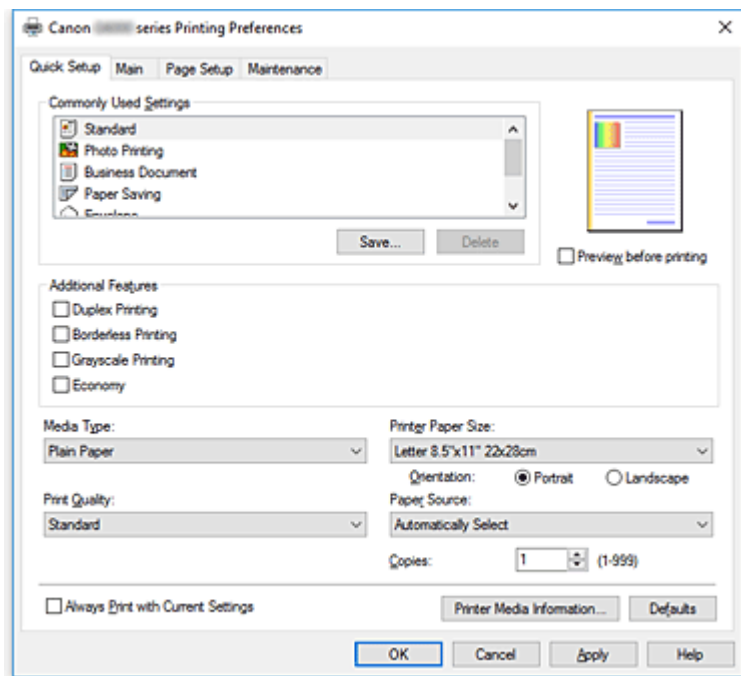 Canon series Printing Preferences
Quick Setup Main Page Setup Maintenance
Commonly Used Settings
Standard
Photo Printing
Business Document
Paper Saving
Envelope
Save... Delete
Preview before printing
Additional Features
Duplex Printing
Borderless Printing
Grayscale Printing
Economy
Media Type: Printer Paper Size:
Plain Paper Letter 8.5"x11" 22x28cm
Orientation: Portrait Landscape
Print Quality: Paper Source:
Standard Automatically Select
Copies: 1 (1-999)
Always Print with Current Settings Printer Media Information... Defaults
OK Cancel Apply Help